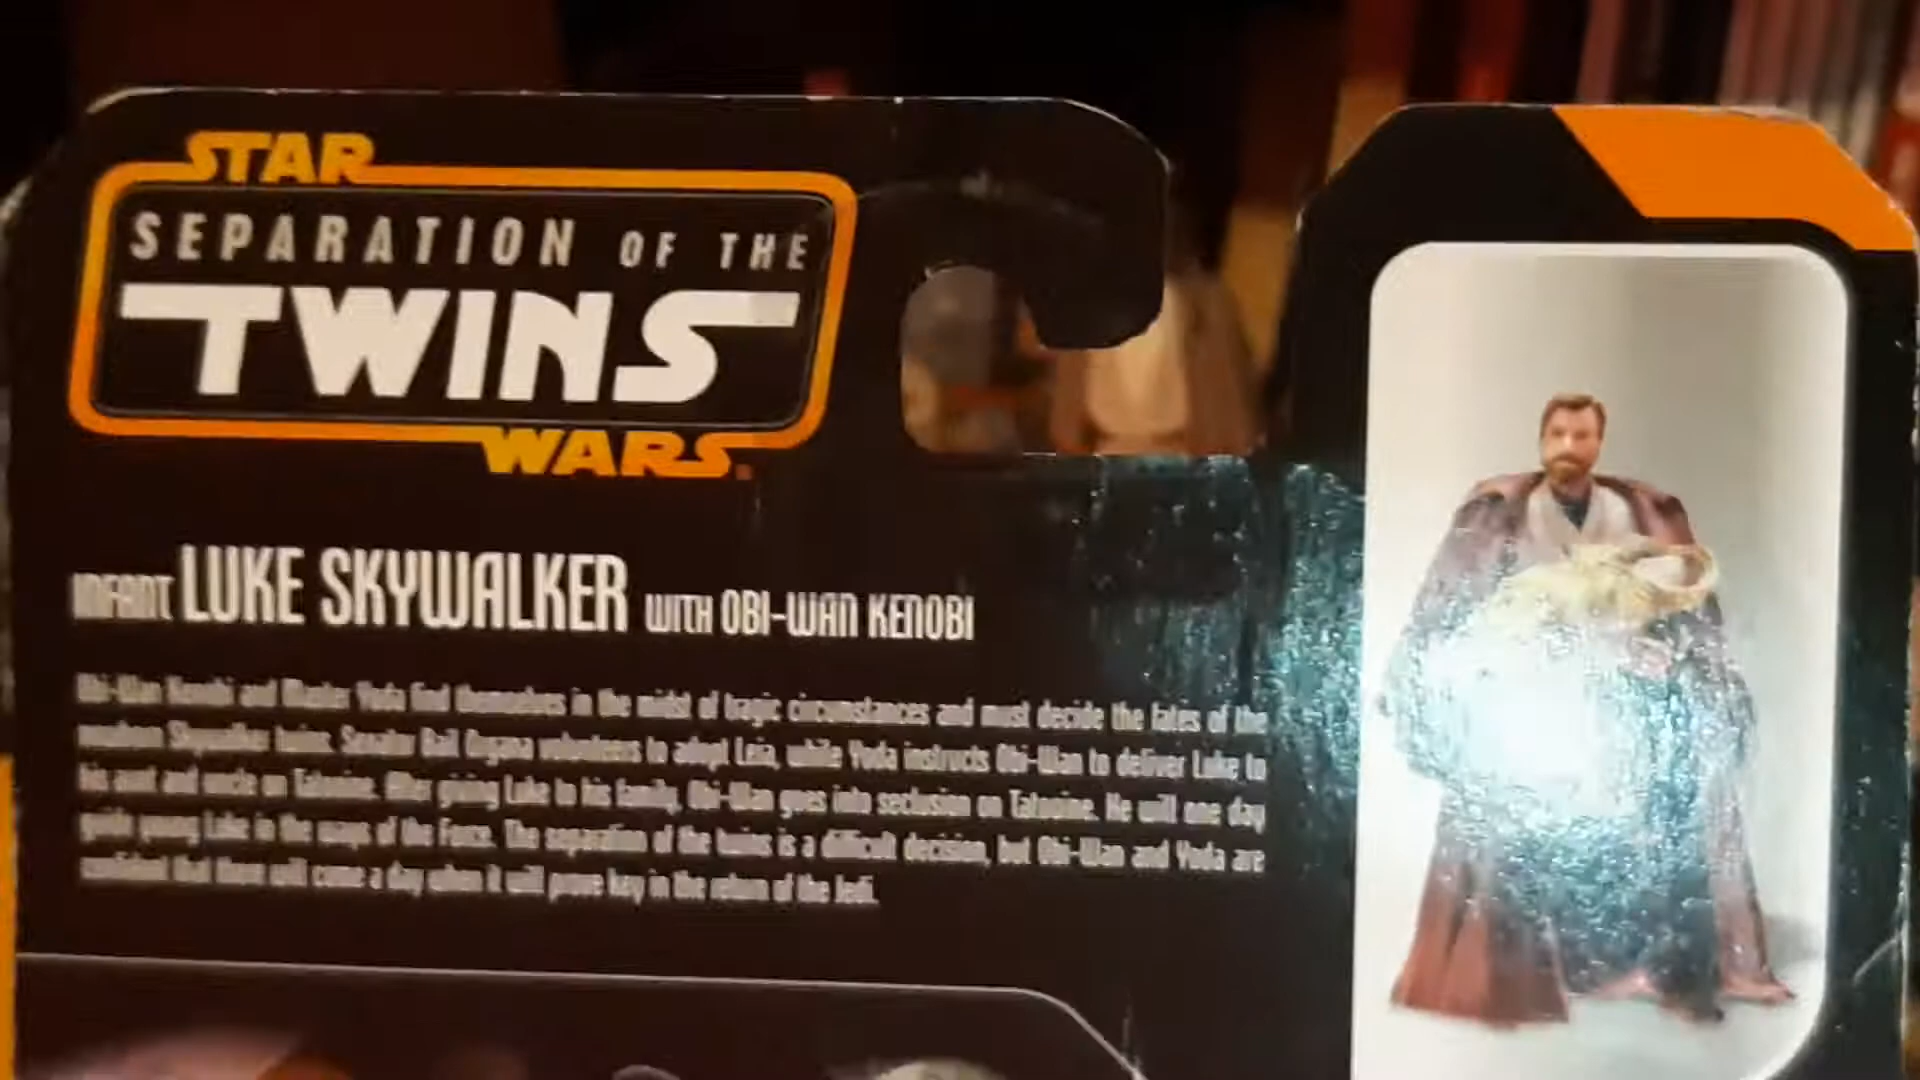 STAR
SEPARATION OF THE
TWINS
WARS
INFANT LUKE SKYWALKER WITH OBI-WAN KENOBI
Obi-Wan Kenobi and Master Yoda find themselves in the midst of tragic circumstances and must decide the fates of the
newborn Skywalker twins. Senator Bail Organa volunteers to adopt Leia, while Yoda instructs Obi-Wan to deliver Luke to
his aunt and uncle on Tatooine. After giving Luke to his family, Obi-Wan goes into seclusion on Tatooine. He will one day
guide young Luke in the ways of the Force. The separation of the twins is a difficult decision, but Obi-Wan and Yoda are
confident that there will come a day when it will prove key in the return of the Jedi.